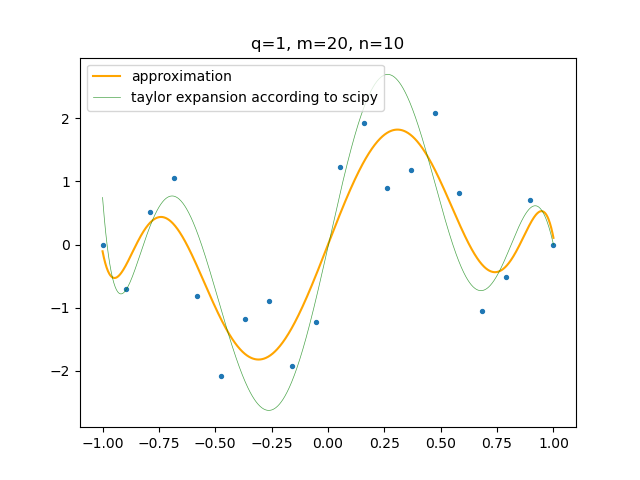 q=1, m=20, n=10
approximation
taylor expansion according to scipy
2
1
0
−1
−2
−1.00 −0.75 −0.50 −0.25 0.00 0.25 0.50 0.75 1.00